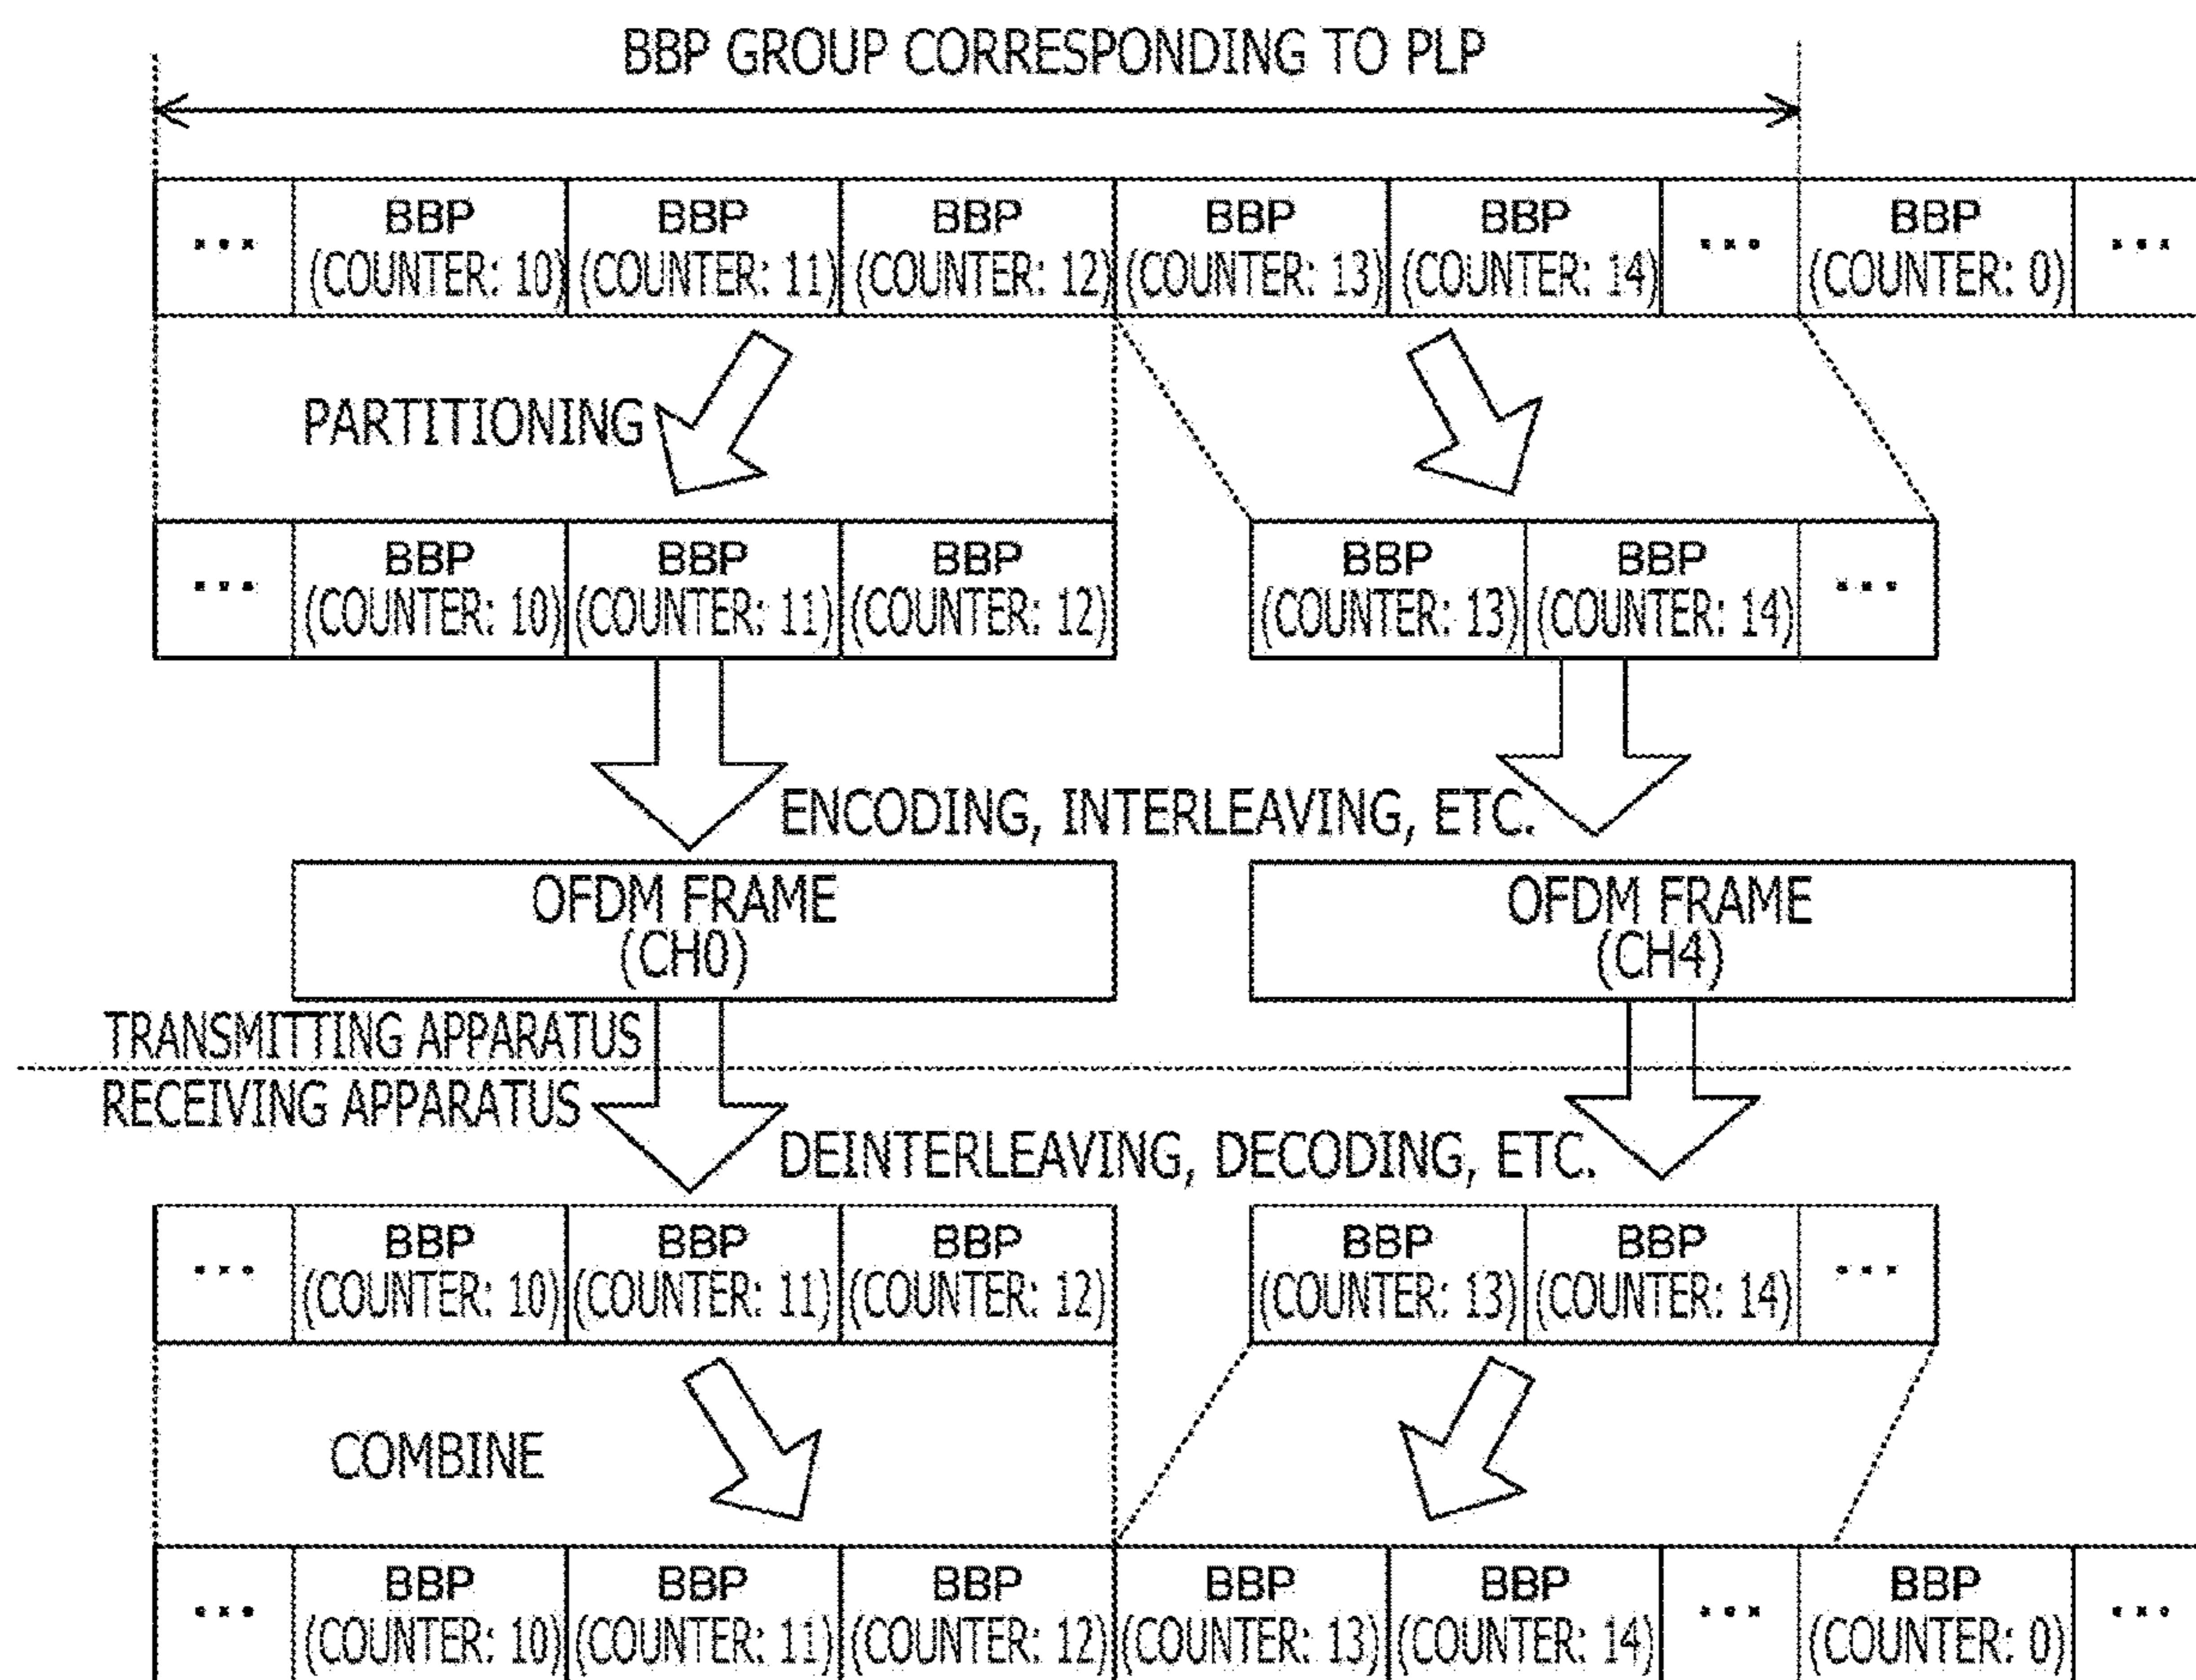 BBP GROUP CORRESPONDING TO PLP
... BBP BBP BBP BBP BBP ... BBP ...
(COUNTER: 10) (COUNTER: 11) (COUNTER: 12) (COUNTER: 13) (COUNTER: 14) (COUNTER: 0)
PARTITIONING
... BBP BBP BBP BBP BBP ...
(COUNTER: 10) (COUNTER: 11) (COUNTER: 12) (COUNTER: 13) (COUNTER: 14)
ENCODING, INTERLEAVING, ETC.
OFDM FRAME OFDM FRAME
(CH0) (CH4)
TRANSMITTING APPARATUS
RECEIVING APPARATUS
DEINTERLEAVING, DECODING, ETC.
... BBP BBP BBP BBP BBP ...
(COUNTER: 10) (COUNTER: 11) (COUNTER: 12) (COUNTER: 13) (COUNTER: 14)
COMBINE
... BBP BBP BBP BBP BBP ... BBP ...
(COUNTER: 10) (COUNTER: 11) (COUNTER: 12) (COUNTER: 13) (COUNTER: 14) (COUNTER: 0)